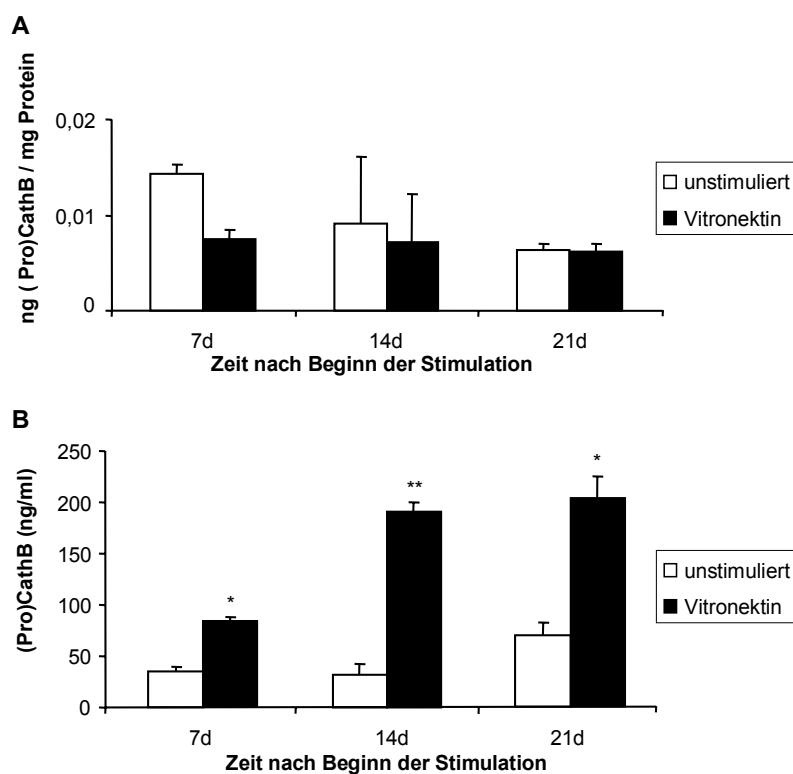 A
ng ( Pro)CathB / mg Protein
0,02
0,01
0
7d 14d 21d
Zeit nach Beginn der Stimulation
unstimuliert
Vitronektin
B
(Pro)CathB (ng/ml)
250
200
150
100
50
0
* ** *
7d 14d 21d
Zeit nach Beginn der Stimulation
unstimuliert
Vitronektin